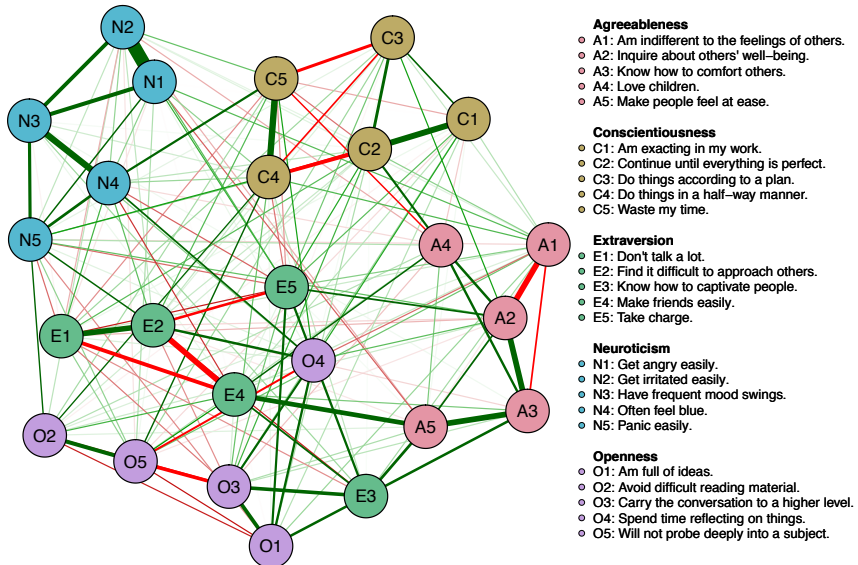 N2
C3
Agreeableness
A1: Am indifferent to the feelings of others.
A2: Inquire about others' well−being.
A3: Know how to comfort others.
A4: Love children.
A5: Make people feel at ease.
N1
C5
N3
C1
C2
Conscientiousness
C1: Am exacting in my work.
C2: Continue until everything is perfect.
C3: Do things according to a plan.
C4: Do things in a half−way manner.
C5: Waste my time.
N4
C4
N5
A4
A1
Extraversion
E1: Don't talk a lot.
E2: Find it difficult to approach others.
E3: Know how to captivate people.
E4: Make friends easily.
E5: Take charge.
E5
A2
E1
E2
O4
Neuroticism
N1: Get angry easily.
N2: Get irritated easily.
N3: Have frequent mood swings.
N4: Often feel blue.
N5: Panic easily.
E4
A3
A5
O2
O5
Openness
O1: Am full of ideas.
O2: Avoid difficult reading material.
O3: Carry the conversation to a higher level.
O4: Spend time reflecting on things.
O5: Will not probe deeply into a subject.
O3
E3
O1